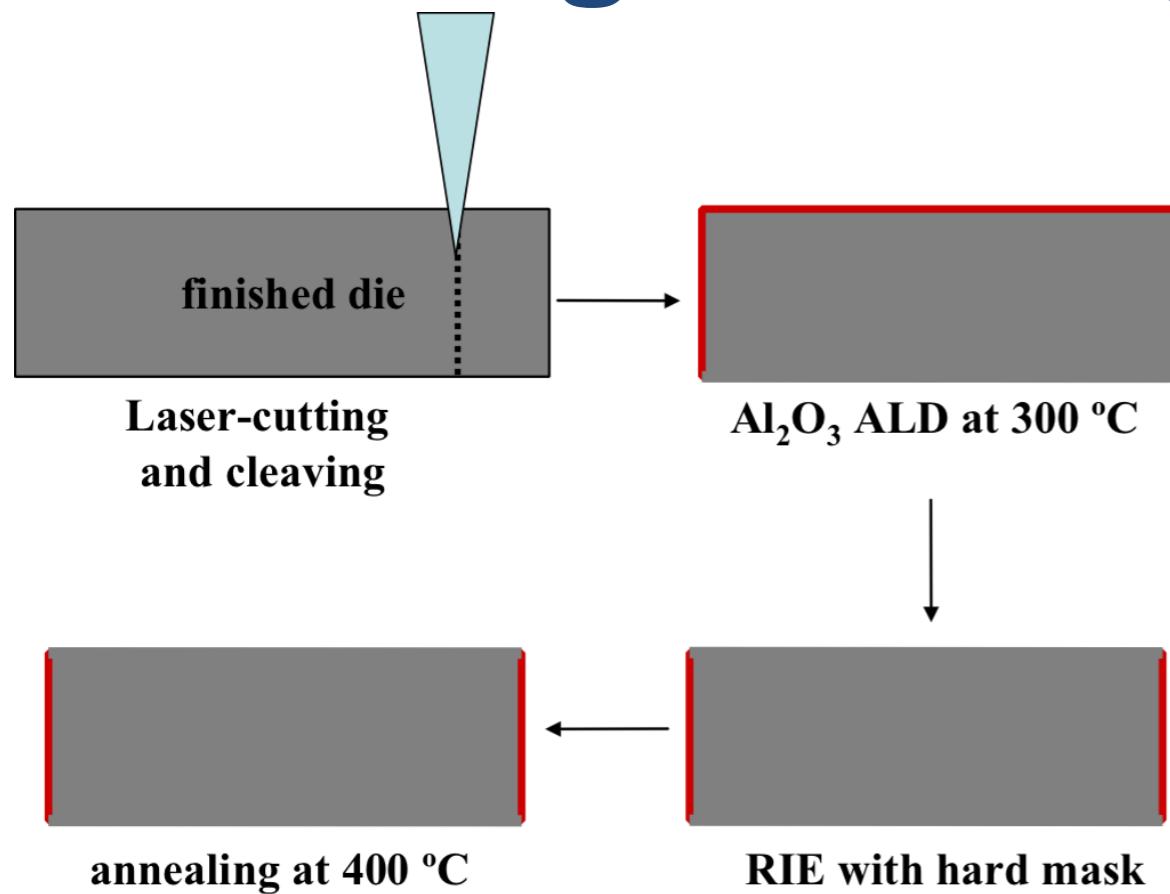 finished die
Laser-cutting
and cleaving
Al₂O₃ ALD at 300 ºC
RIE with hard mask
annealing at 400 ºC